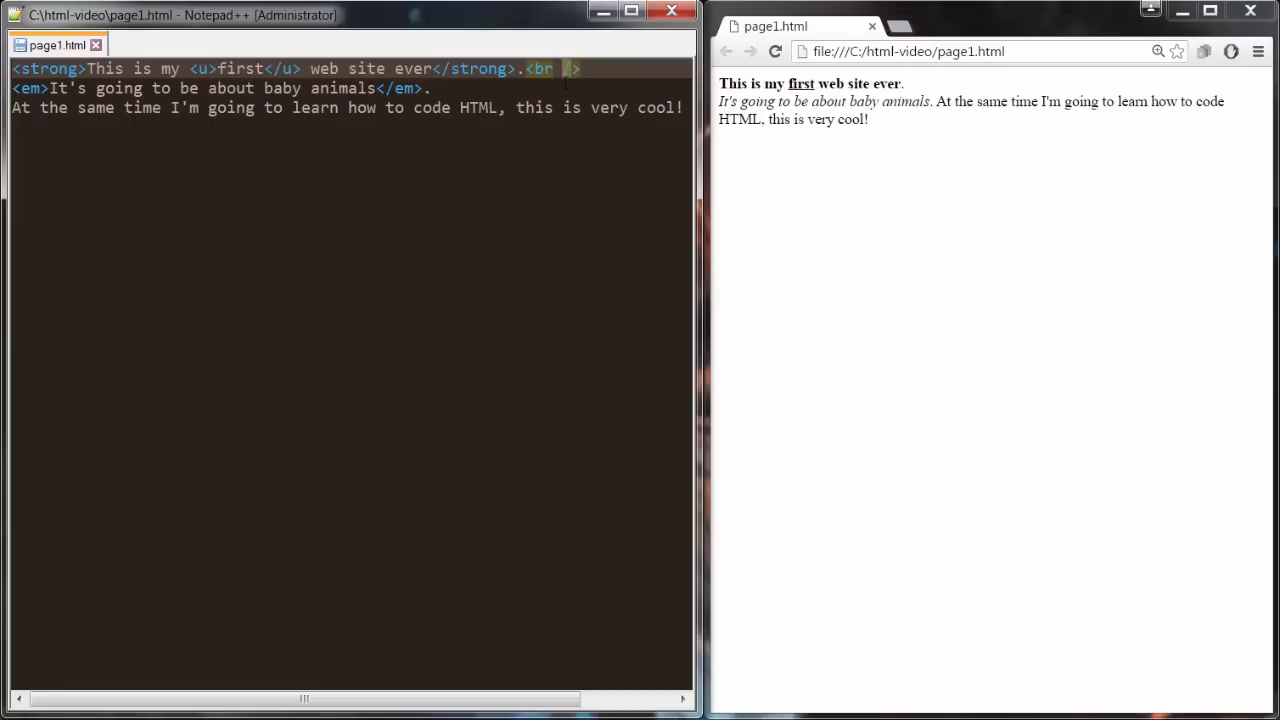 C:\html-video\page1.html - Notepad++ [Administrator]
page1.html
<strong>This is my <u>first</u> web site ever</strong>.<br />
<em>It's going to be about baby animals</em>.
At the same time I'm going to learn how to code HTML, this is very cool!
page1.html
file:///C:/html-video/page1.html
This is my first web site ever.
It's going to be about baby animals. At the same time I'm going to learn how to code
HTML, this is very cool!